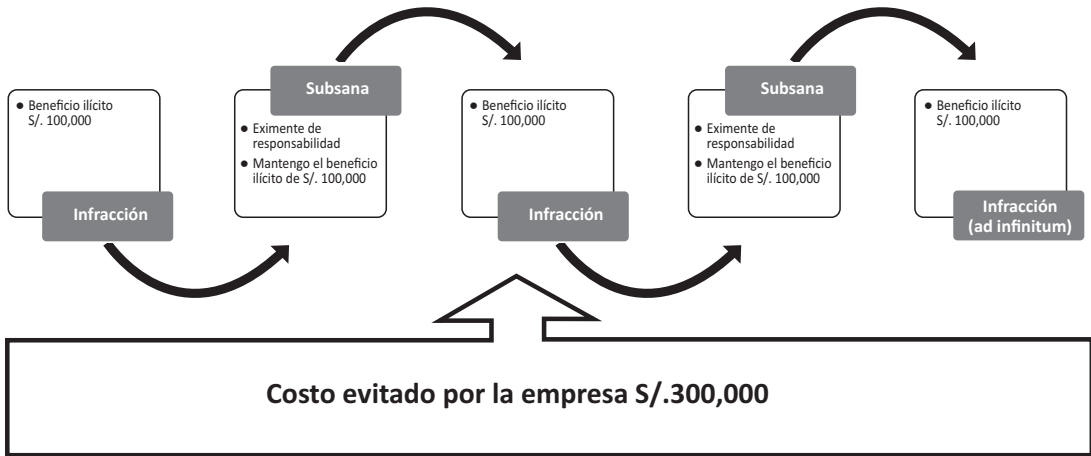 ● Beneficio ilícito
S/. 100,000
Infracción
Subsana
● Eximente de
responsabilidad
● Mantengo el beneficio
ilícito de S/. 100,000
● Beneficio ilícito
S/. 100,000
Infracción
Subsana
● Eximente de
responsabilidad
● Mantengo el beneficio
ilícito de S/. 100,000
● Beneficio ilícito
S/. 100,000
Infracción
(ad infinitum)
Costo evitado por la empresa S/.300,000